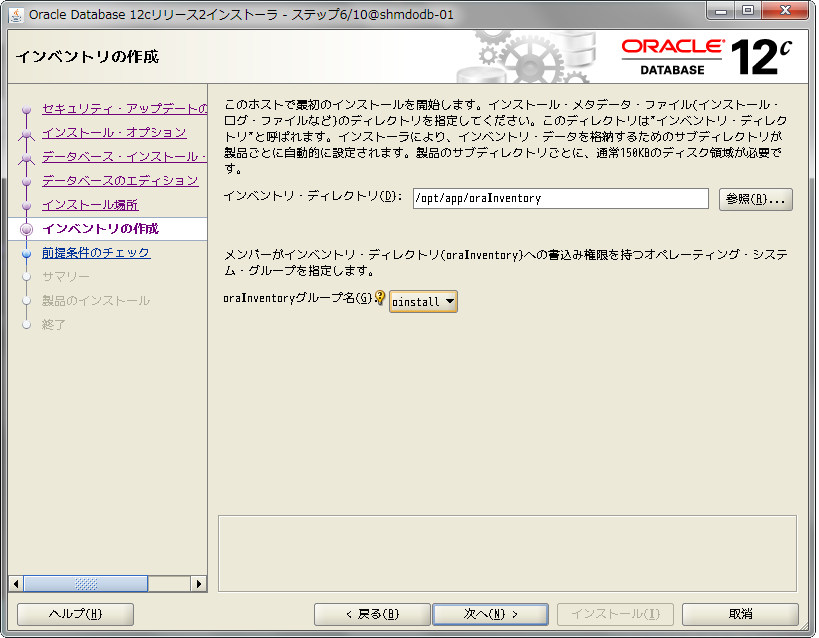 Oracle Database 12cリリース2インストーラ - ステップ6/10@shmdodb-01
インベントリの作成
ORACLE®
DATABASE
12c
セキュリティ・アップデートの
インストール・オプション
データベース・インストール・
データベースのエディション
インストール場所
インベントリの作成
前提条件のチェック
サマリー
製品のインストール
終了
このホストで最初のインストールを開始します。インストール・メタデータ・ファイル(インストール・
ログ・ファイルなど)のディレクトリを指定してください。このディレクトリは"インベントリ・ディレク
トリ"と呼ばれます。インストーラにより、インベントリ・データを格納するためのサブディレクトリが
製品ごとに自動的に設定されます。製品のサブディレクトリごとに、通常150KBのディスク領域が必要で
す。
インベントリ・ディレクトリ(D): /opt/app/oraInventory 参照(R)...
メンバーがインベントリ・ディレクトリ(oraInventory)への書込み権限を持つオペレーティング・システ
ム・グループを指定します。
oraInventoryグループ名(G): oinstall
ヘルプ(H) < 戻る(B) 次へ(N) > インストール(I) 取消